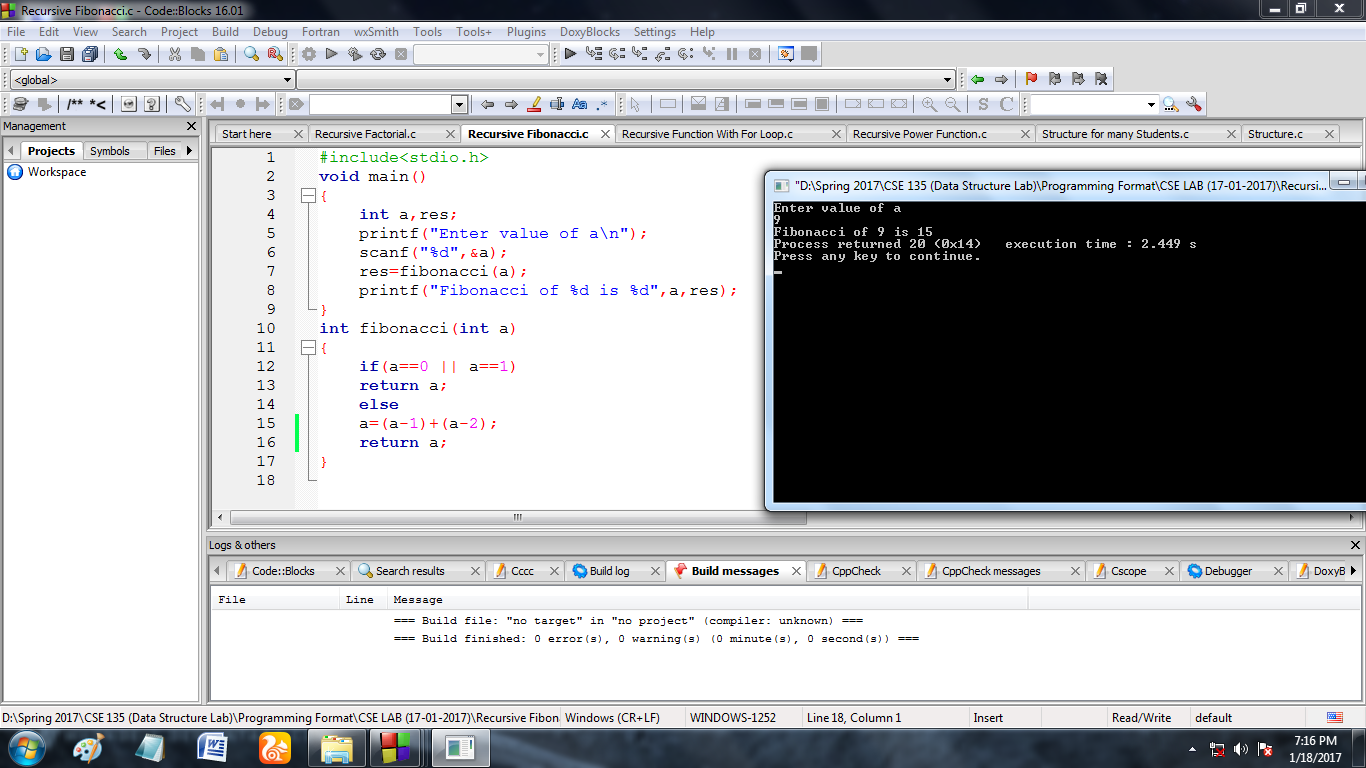 Recursive Fibonacci.c - Code::Blocks 16.01
File Edit View Search Project Build Debug Fortran wxSmith Tools Tools+ Plugins DoxyBlocks Settings Help
<global>
/** *<
Aa .*
S C
Management
Projects Symbols Files
Workspace
Start here Recursive Factorial.c Recursive Fibonacci.c Recursive Function With For Loop.c Recursive Power Function.c Structure for many Students.c Structure.c
1 #include<stdio.h>
2 void main()
3 {
4 int a,res;
5 printf("Enter value of a\n");
6 scanf("%d",&a);
7 res=fibonacci(a);
8 printf("Fibonacci of %d is %d",a,res);
9 }
10 int fibonacci(int a)
11 {
12 if(a==0 || a==1)
13 return a;
14 else
15 a=(a-1)+(a-2);
16 return a;
17 }
18
"D:\Spring 2017\CSE 135 (Data Structure Lab)\Programming Format\CSE LAB (17-01-2017)\Recursi...
Enter value of a
9
Fibonacci of 9 is 15
Process returned 20 (0x14) execution time : 2.449 s
Press any key to continue.
Logs & others
Code::Blocks Search results Cccc Build log Build messages CppCheck CppCheck messages Cscope Debugger DoxyB
File Line Message
=== Build file: "no target" in "no project" (compiler: unknown) ===
=== Build finished: 0 error(s), 0 warning(s) (0 minute(s), 0 second(s)) ===
D:\Spring 2017\CSE 135 (Data Structure Lab)\Programming Format\CSE LAB (17-01-2017)\Recursive Fibon Windows (CR+LF) WINDOWS-1252 Line 18, Column 1 Insert Read/Write default
7:16 PM
1/18/2017